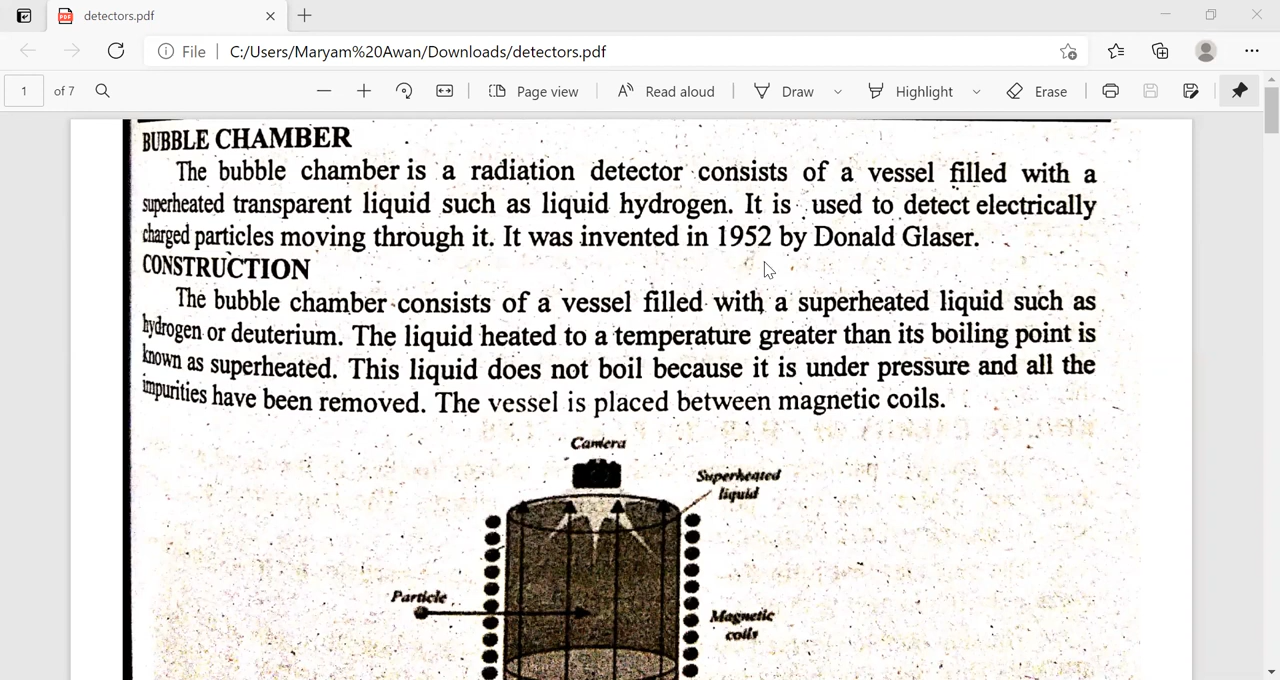 detectors.pdf
File
C:/Users/Maryam%20Awan/Downloads/detectors.pdf
1 of 7
Page view
Read aloud
Draw
Highlight
Erase
BUBBLE CHAMBER
The bubble chamber is a radiation detector consists of a vessel filled with a
superheated transparent liquid such as liquid hydrogen. It is used to detect electrically
charged particles moving through it. It was invented in 1952 by Donald Glaser.
CONSTRUCTION
The bubble chamber consists of a vessel filled with a superheated liquid such as
hydrogen or deuterium. The liquid heated to a temperature greater than its boiling point is
known as superheated. This liquid does not boil because it is under pressure and all the
impurities have been removed. The vessel is placed between magnetic coils.
Camera
Superheated
liquid
Particle
Magnetic
coils